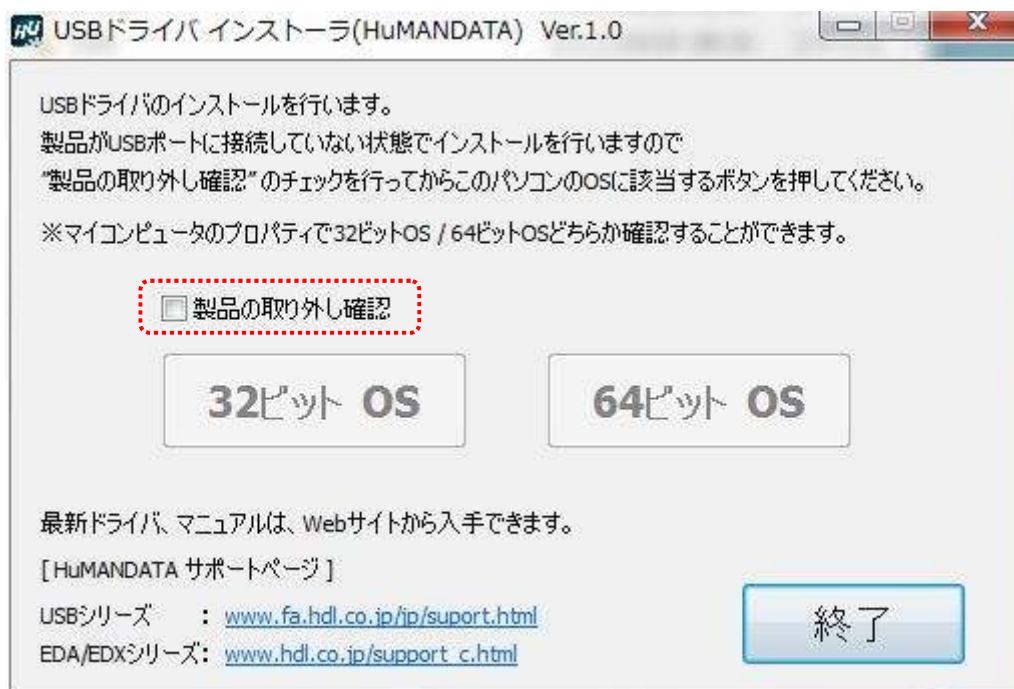 USBドライバ インストーラ(HuMANDATA) Ver.1.0
USBドライバのインストールを行います。
製品がUSBポートに接続していない状態でインストールを行いますので
"製品の取り外し確認" のチェックを行ってからこのパソコンのOSに該当するボタンを押してください。
※マイコンピュータのプロパティで32ビットOS / 64ビットOSどちらか確認することができます。
製品の取り外し確認
32ビット OS 64ビット OS
最新ドライバ、マニュアルは、Webサイトから入手できます。
[ HuMANDATA サポートページ ]
USBシリーズ : www.fa.hdl.co.jp/jp/suport.html
EDA/EDXシリーズ: www.hdl.co.jp/support_c.html
終了